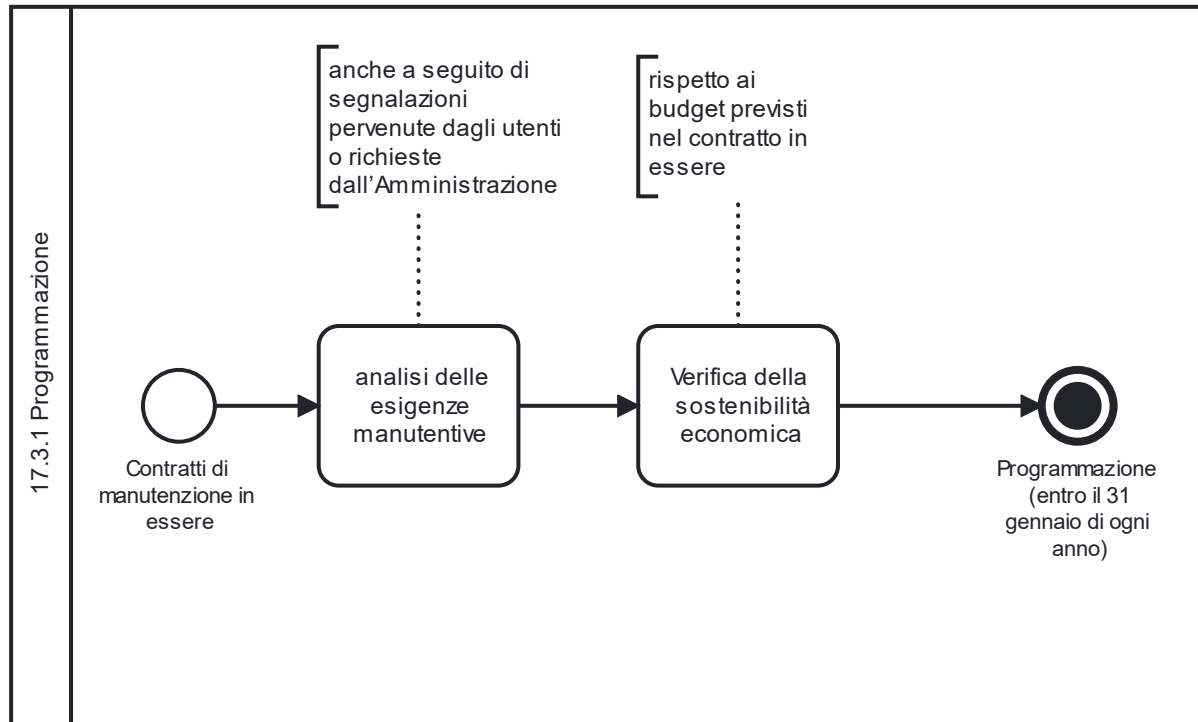 17.3.1 Programmazione
anche a seguito di
segnalazioni
pervenute dagli utenti
o richieste
dall'Amministrazione
rispetto ai
budget previsti
nel contratto in
essere
Contratti di
manutenzione in
essere
analisi delle
esigenze
manutentive
Verifica della
sostenibilità
economica
Programmazione
(entro il 31
gennaio di ogni
anno)